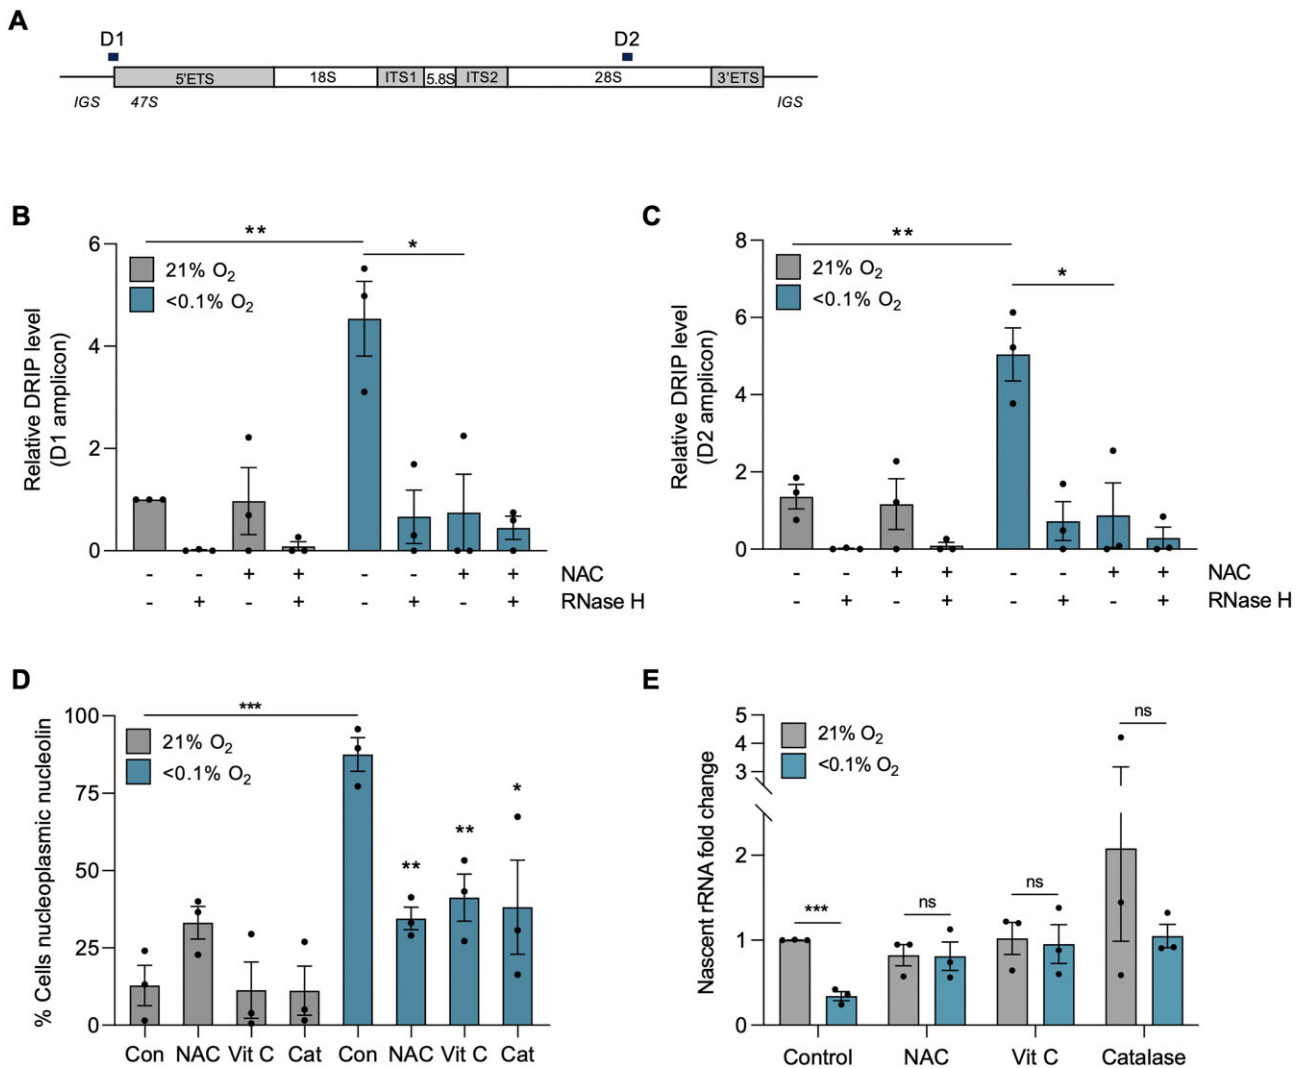 A
D1 D2
5'ETS 18S ITS1 5.8S ITS2 28S 3'ETS
IGS 47S IGS
B
Relative DRIP level
(D1 amplicon)
6
4
2
0
21% O2
<0.1% O2
** *
- - + + - - + + NAC
- + - + - + - + RNase H
C
Relative DRIP level
(D2 amplicon)
8
6
4
2
0
21% O2
<0.1% O2
** *
- - + + - - + + NAC
- + - + - + - + RNase H
D
% Cells nucleoplasmic nucleolin
100
75
50
25
0
21% O2
<0.1% O2
*** ** ** *
Con NAC Vit C Cat Con NAC Vit C Cat
E
Nascent rRNA fold change
5
4
3
2
1
0
21% O2
<0.1% O2
*** ns ns ns
Control NAC Vit C Catalase